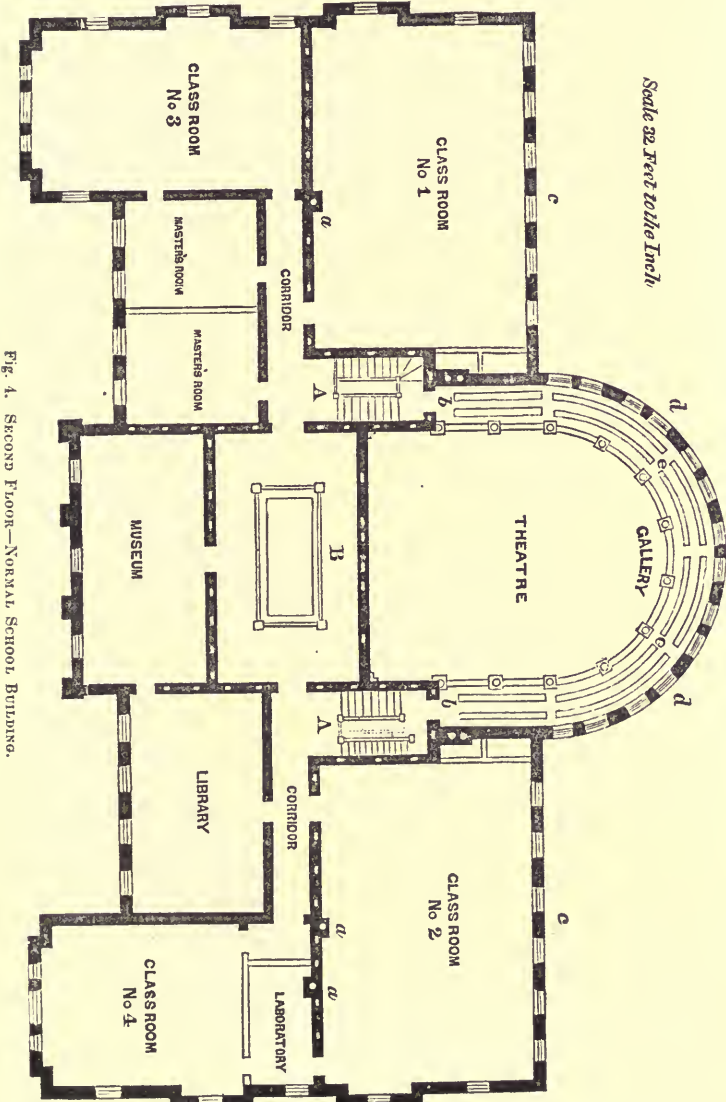 Scale 32 Feet to the Inch
c
CLASS ROOM
No 1
a
CLASS ROOM
No 3
MASTER'S ROOM
MASTER'S ROOM
CORRIDOR
A
b
d
e
GALLERY
THEATRE
B
MUSEUM
e
d
b
A
CORRIDOR
LIBRARY
CLASS ROOM
No 2
c
a
a
LABORATORY
CLASS ROOM
No 4
Fig. 4. SECOND FLOOR—NORMAL SCHOOL BUILDING.